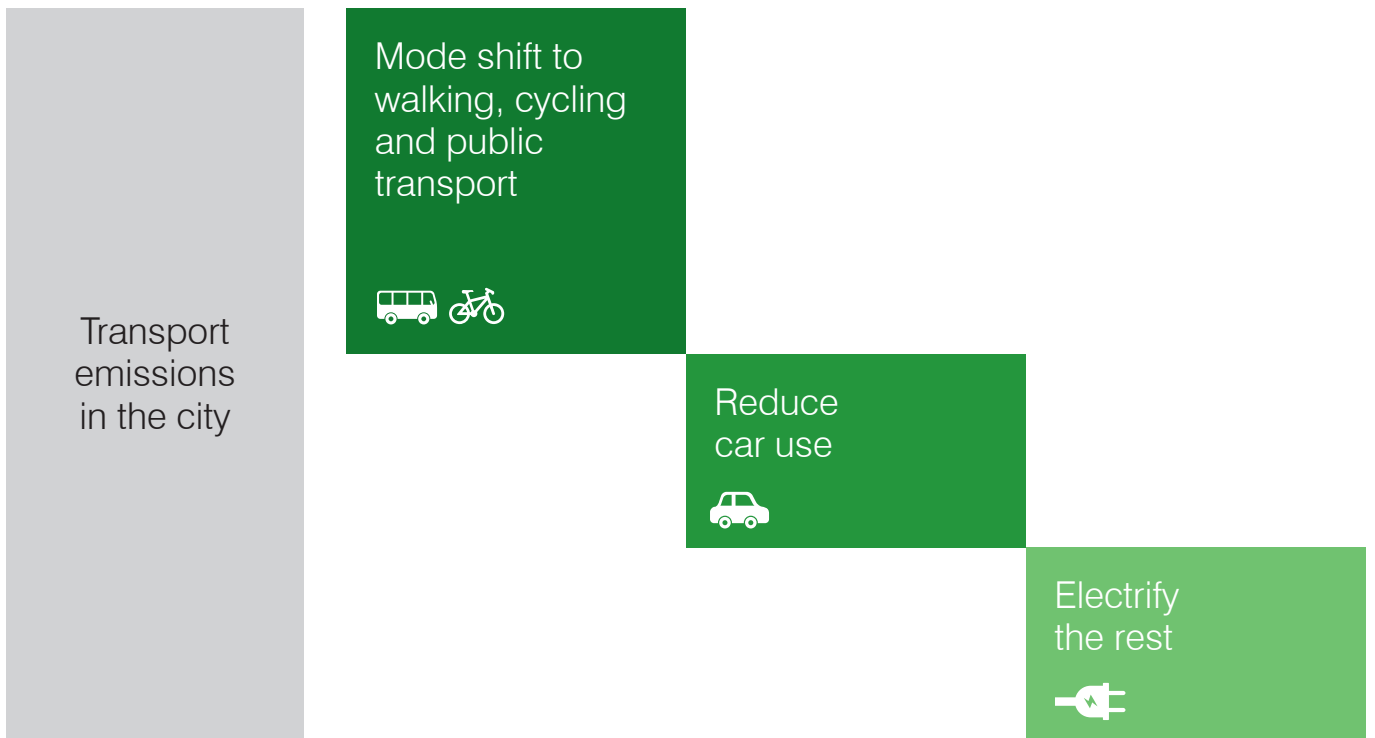 Transport
emissions
in the city
Mode shift to
walking, cycling
and public
transport
Reduce
car use
Electrify
the rest